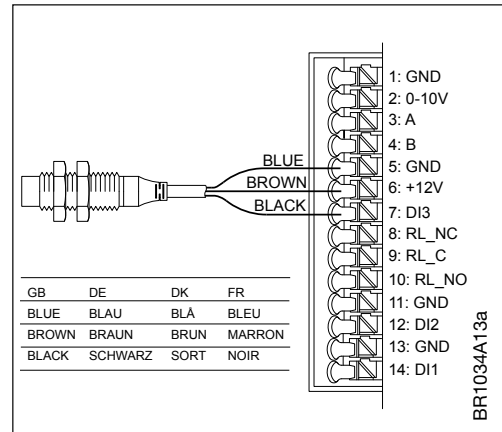 1: GND
2: 0-10V
3: A
4: B
5: GND
6: +12V
7: DI3
8: RL_NC
9: RL_C
10: RL_NO
11: GND
12: DI2
13: GND
14: DI1
BLUE
BROWN
BLACK
GB DE DK FR
BLUE BLAU BLÅ BLEU
BROWN BRAUN BRUN MARRON
BLACK SCHWARZ SORT NOIR
BR1034A13a